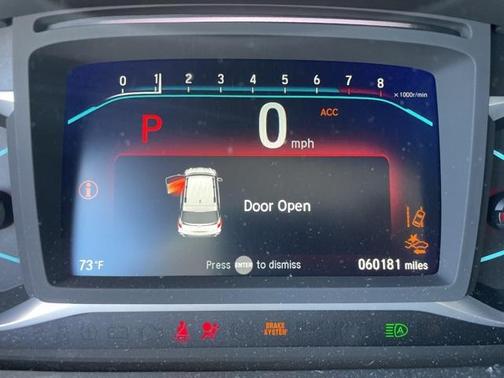 0 1 2 3 4 5 6 7 8 ×1000r/min
P 0 mph ACC
Door Open
73°F Press ENTER to dismiss 060181 miles
BRAKE SYSTEM A